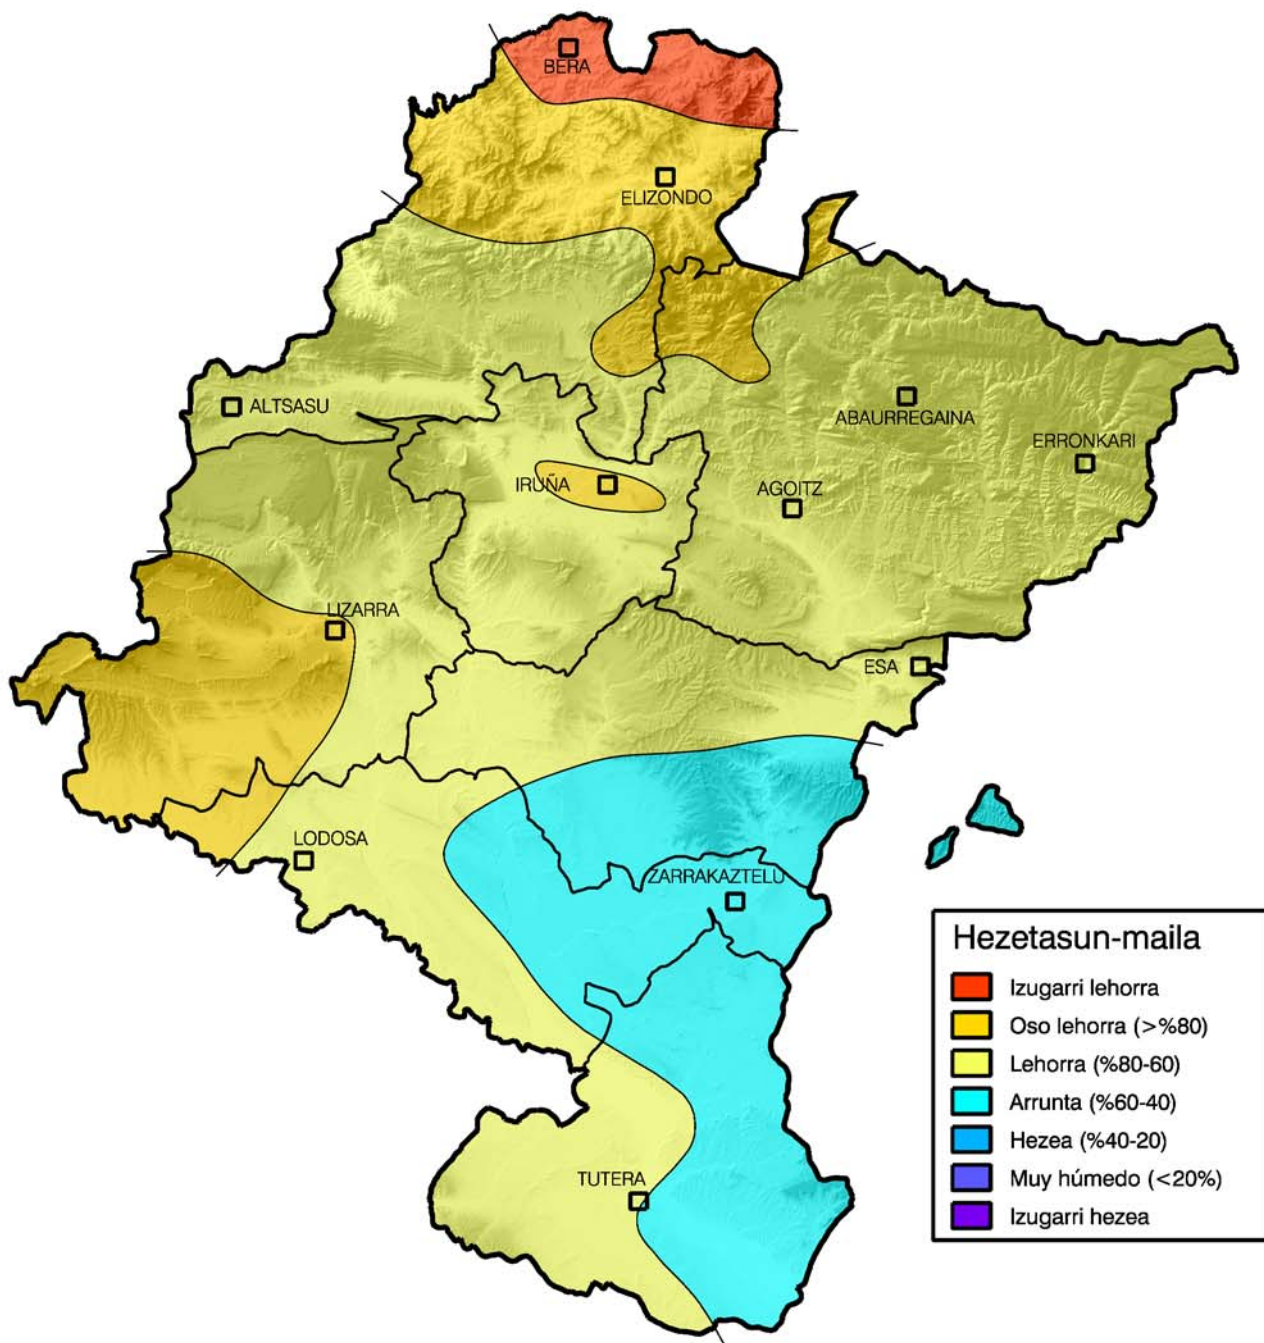 BERA
ELIZONDO
ALTSASU
ABAURREGAINA
ERRONKARI
IRUÑA
AGOITZ
LIZARRA
ESA
LODOSA
ZARRAKAZTELU
TUTERA
Hezetasun-maila
Izugarri lehorra
Oso lehorra (>%80)
Lehorra (%80-60)
Arrunta (%60-40)
Hezea (%40-20)
Muy húmedo (<20%)
Izugarri hezea